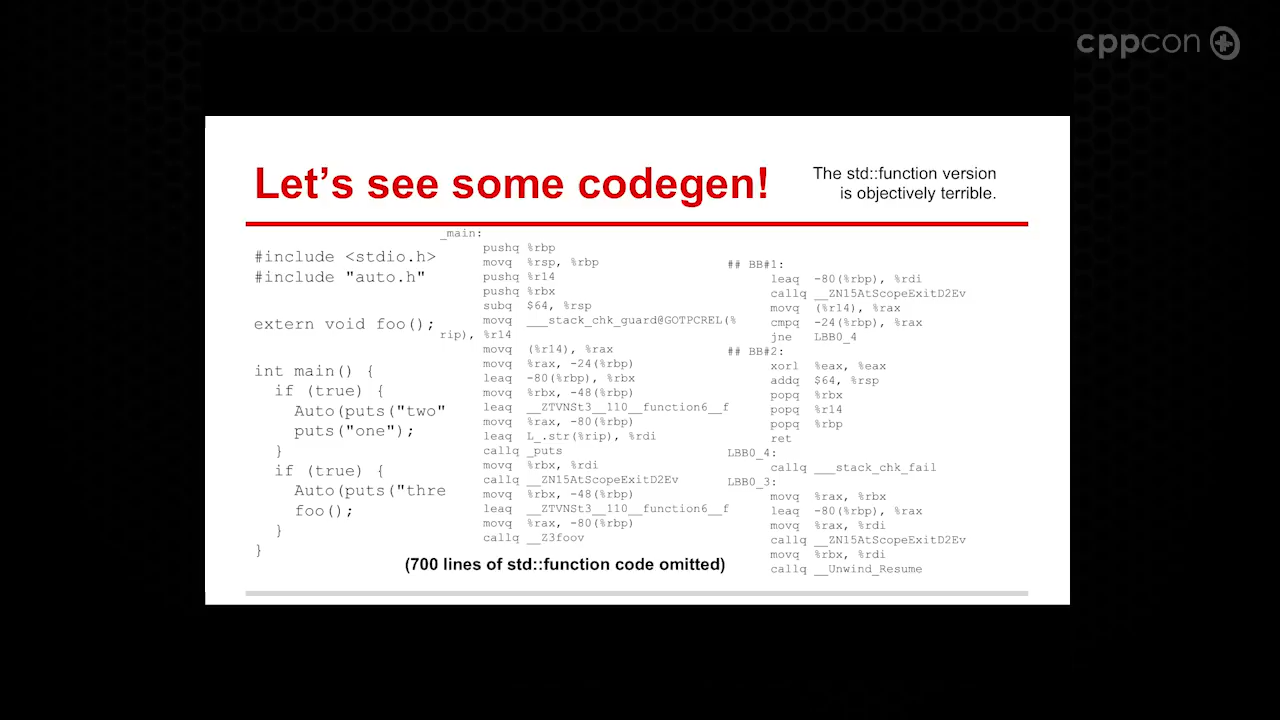 cppcon
Let's see some codegen!
The std::function version
is objectively terrible.
#include <stdio.h>
#include "auto.h"
extern void foo();
int main() {
if (true) {
Auto(puts("two"
puts("one");
}
if (true) {
Auto(puts("thre
foo();
}
}
_main:
pushq %rbp
movq %rsp, %rbp
pushq %r14
pushq %rbx
subq $64, %rsp
movq ___stack_chk_guard@GOTPCREL(%
rip), %r14
movq (%r14), %rax
movq %rax, -24(%rbp)
leaq -80(%rbp), %rbx
movq %rbx, -48(%rbp)
leaq __ZTVNSt3__110__function6__f
movq %rax, -80(%rbp)
leaq L_.str(%rip), %rdi
callq _puts
movq %rbx, %rdi
callq __ZN15AtScopeExitD2Ev
movq %rbx, -48(%rbp)
leaq __ZTVNSt3__110__function6__f
movq %rax, -80(%rbp)
callq __Z3foov
## BB#1:
leaq -80(%rbp), %rdi
callq __ZN15AtScopeExitD2Ev
movq (%r14), %rax
cmpq -24(%rbp), %rax
jne LBB0_4
## BB#2:
xorl %eax, %eax
addq $64, %rsp
popq %rbx
popq %r14
popq %rbp
ret
LBB0_4:
callq ___stack_chk_fail
LBB0_3:
movq %rax, %rbx
leaq -80(%rbp), %rax
movq %rax, %rdi
callq __ZN15AtScopeExitD2Ev
movq %rbx, %rdi
callq __Unwind_Resume
(700 lines of std::function code omitted)